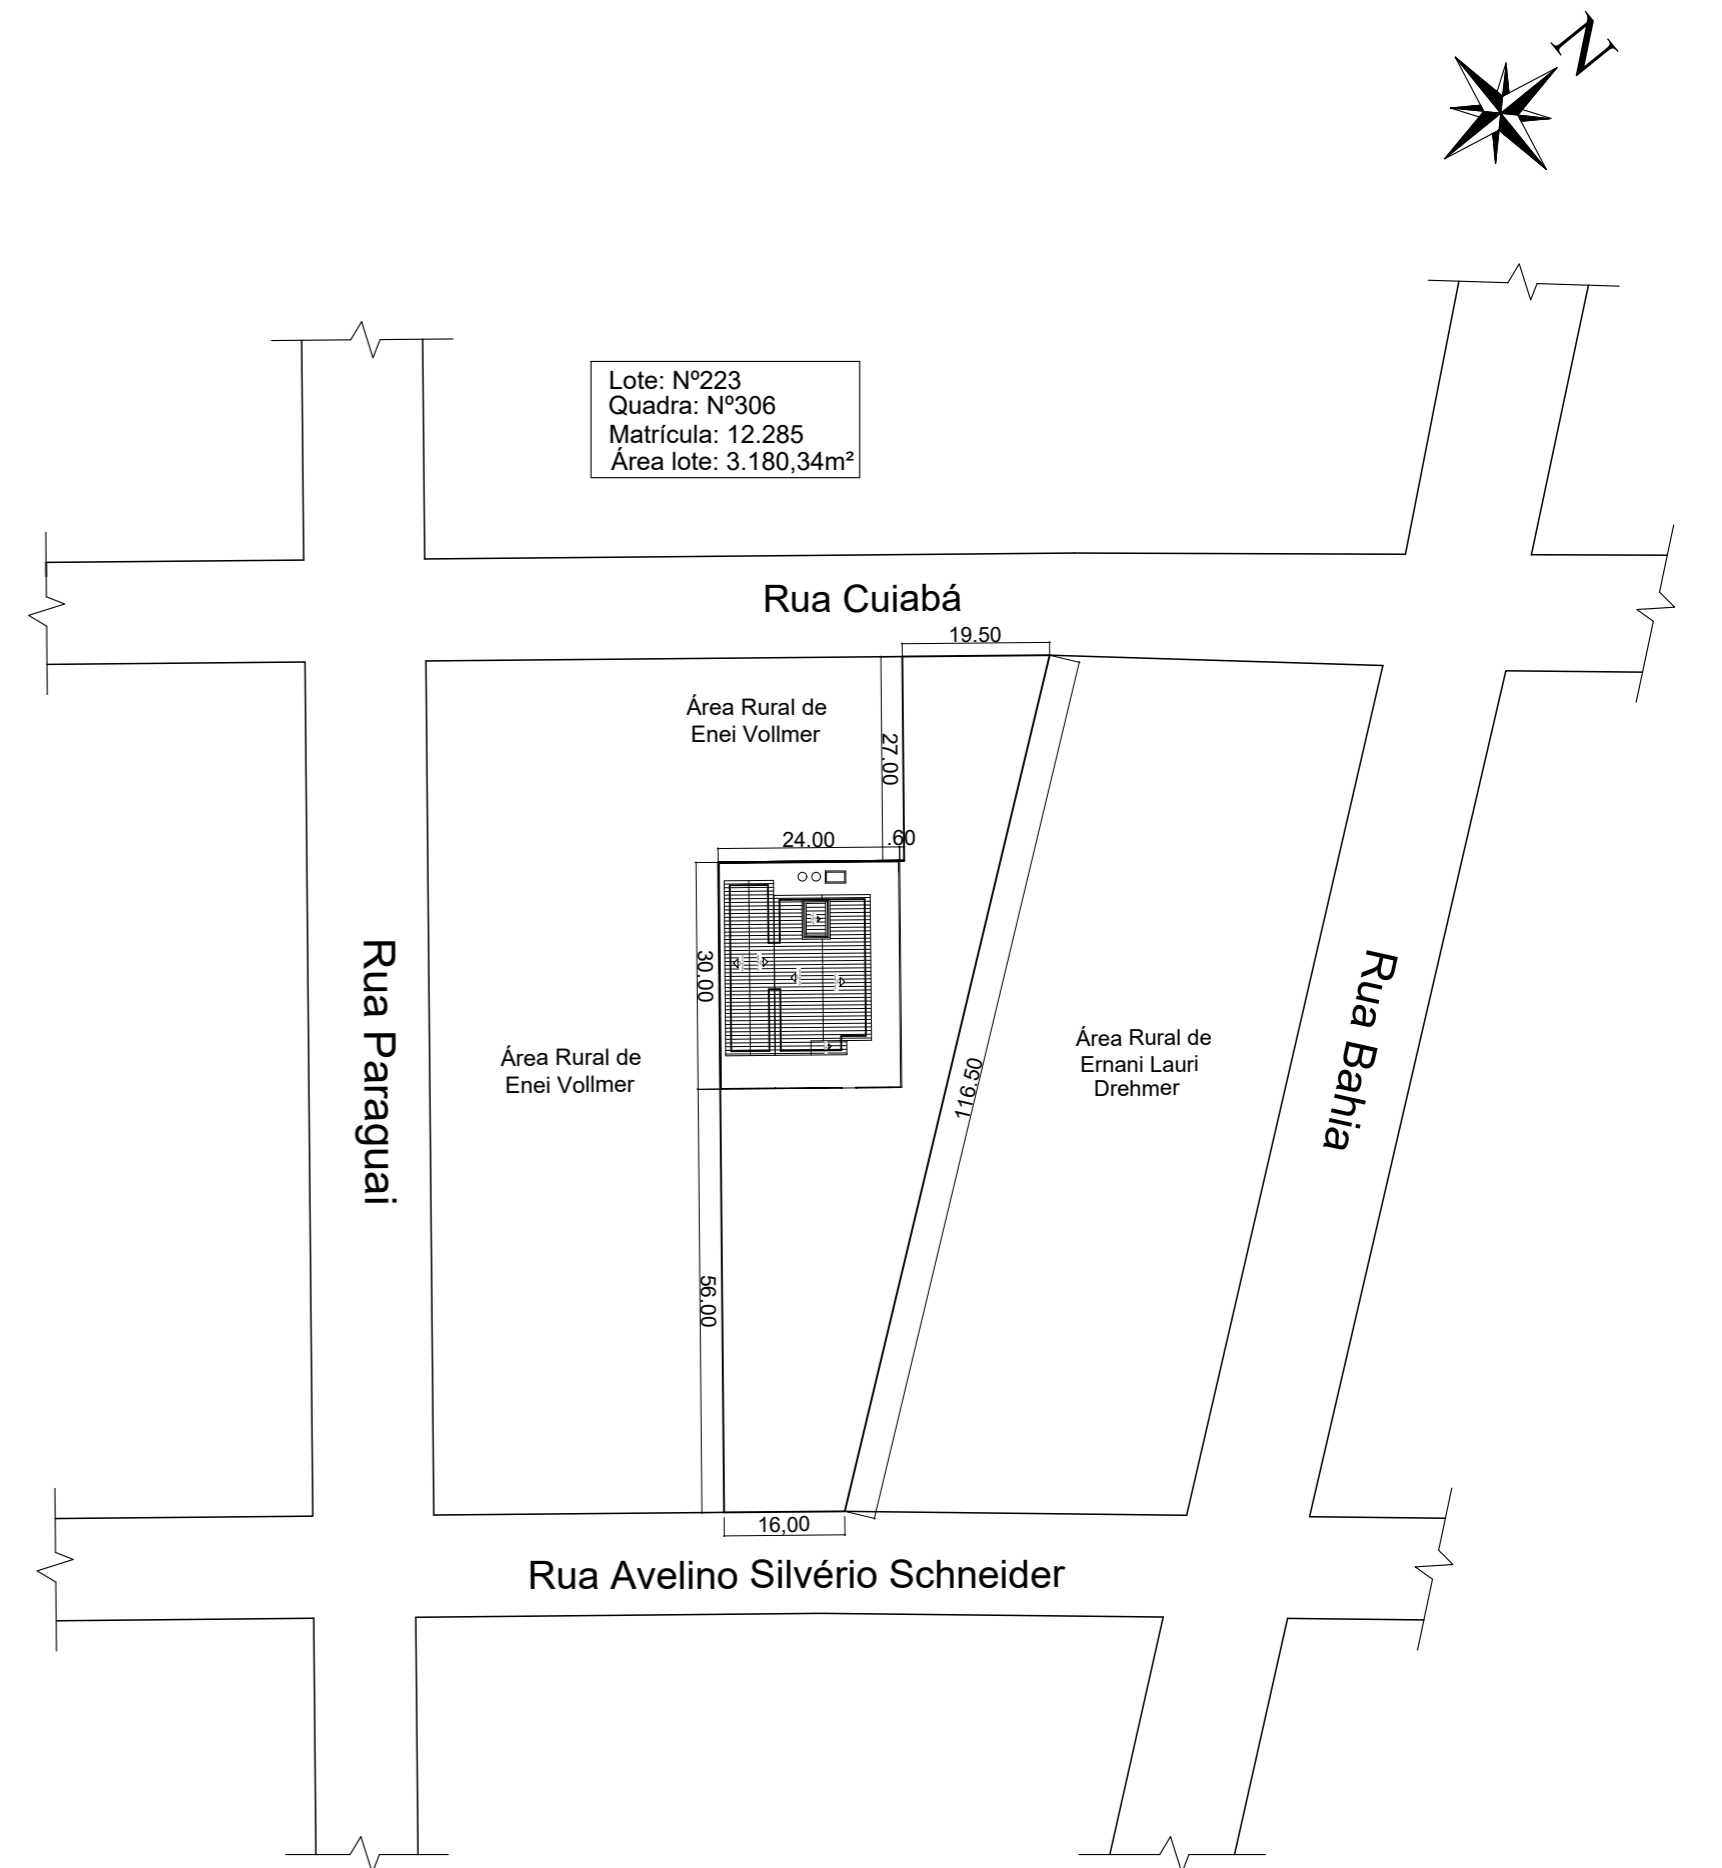 N
Lote: Nº223
Quadra: Nº306
Matrícula: 12.285
Área lote: 3.180,34m²
Rua Cuiabá
19.50
Área Rural de
Enei Vollmer
27.00
24.00
.60
30.00
Rua Paraguai
Rua Bahia
Área Rural de
Enei Vollmer
Área Rural de
Ernani Lauri
Drehmer
116.50
56.00
16,00
Rua Avelino Silvério Schneider